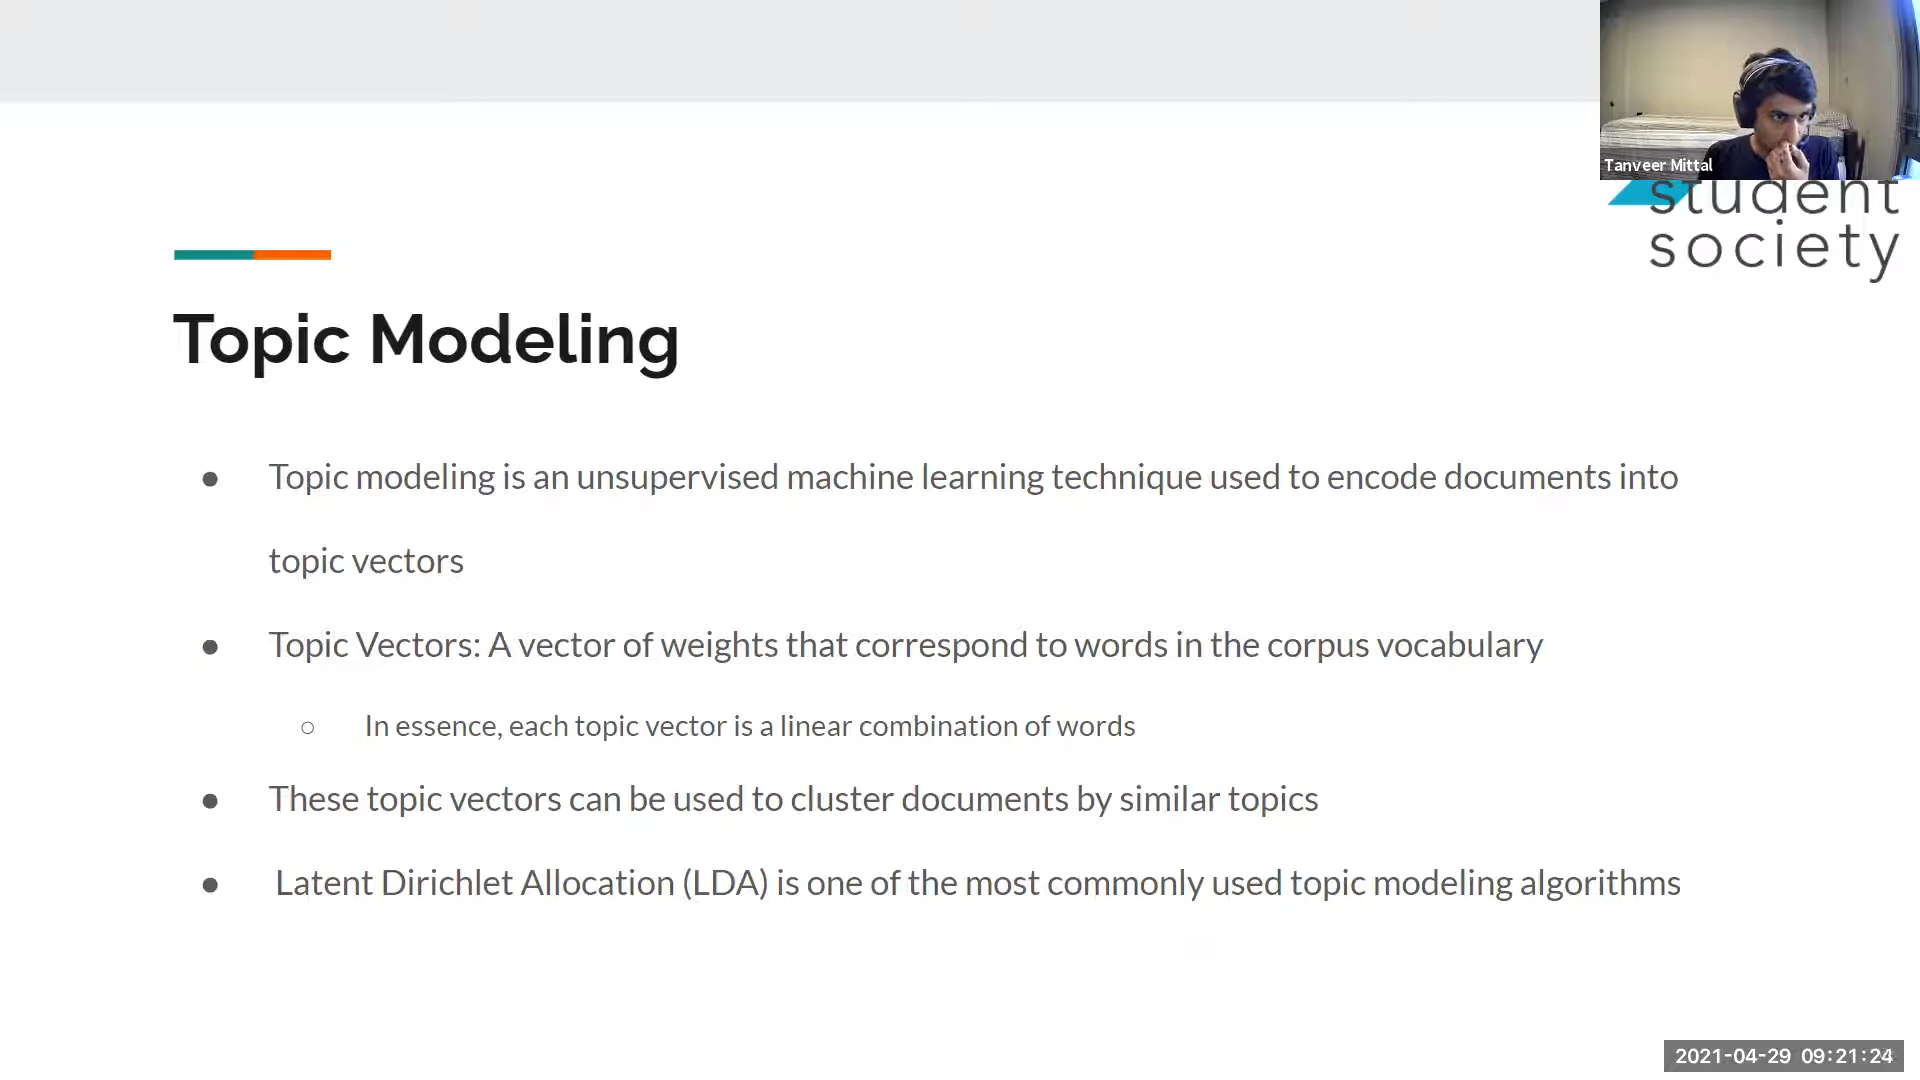 Tanveer Mittal
student
society
Topic Modeling
● Topic modeling is an unsupervised machine learning technique used to encode documents into
topic vectors
● Topic Vectors: A vector of weights that correspond to words in the corpus vocabulary
○ In essence, each topic vector is a linear combination of words
● These topic vectors can be used to cluster documents by similar topics
● Latent Dirichlet Allocation (LDA) is one of the most commonly used topic modeling algorithms
2021-04-29 09:21:24